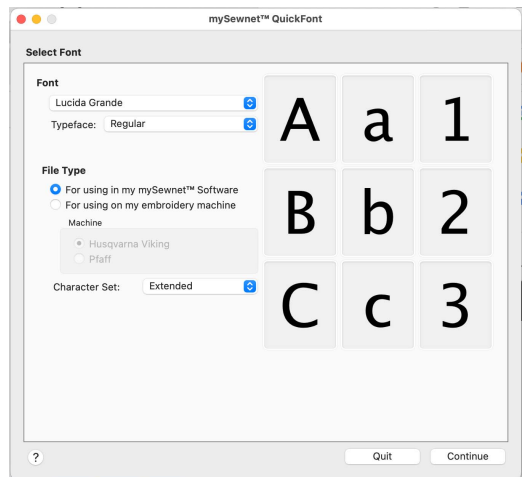 mySewnet™ QuickFont
Select Font
Font
Lucida Grande
Typeface: Regular
File Type
For using in my mySewnet™ Software
For using on my embroidery machine
Machine
Husqvarna Viking
Pfaff
Character Set: Extended
A a 1
B b 2
C c 3
?
Quit
Continue